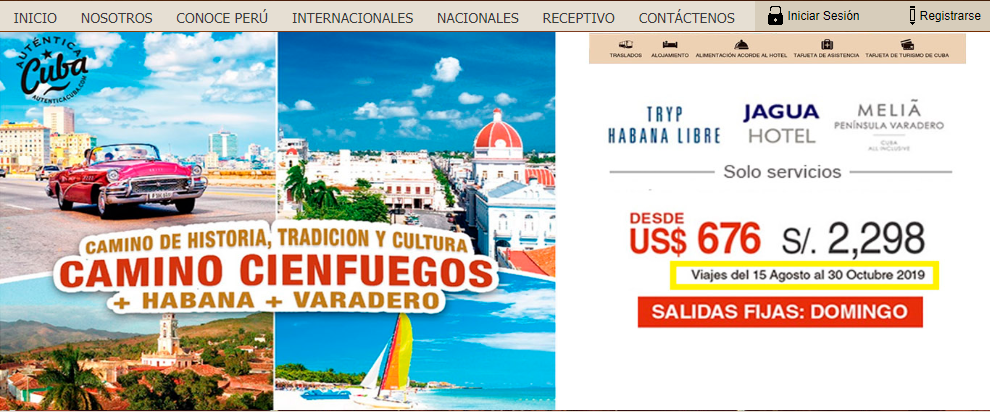 INICIO NOSOTROS CONOCE PERÚ INTERNACIONALES NACIONALES RECEPTIVO CONTÁCTENOS Iniciar Sesión Registrarse
AUTÉNTICA
Cuba
AUTENTICACUBA.COM
CAMINO DE HISTORIA, TRADICION Y CULTURA
CAMINO CIENFUEGOS
+ HABANA + VARADERO
TRASLADOS ALOJAMIENTO ALIMENTACIÓN ACORDE AL HOTEL TARJETA DE ASISTENCIA TARJETA DE TURISMO DE CUBA
TRYP
HABANA LIBRE
JAGUA
HOTEL
MELIÃ
PENÍNSULA VARADERO
CUBA
ALL INCLUSIVE
Solo servicios
DESDE
US$ 676 S/. 2,298
Viajes del 15 Agosto al 30 Octubre 2019
SALIDAS FIJAS: DOMINGO